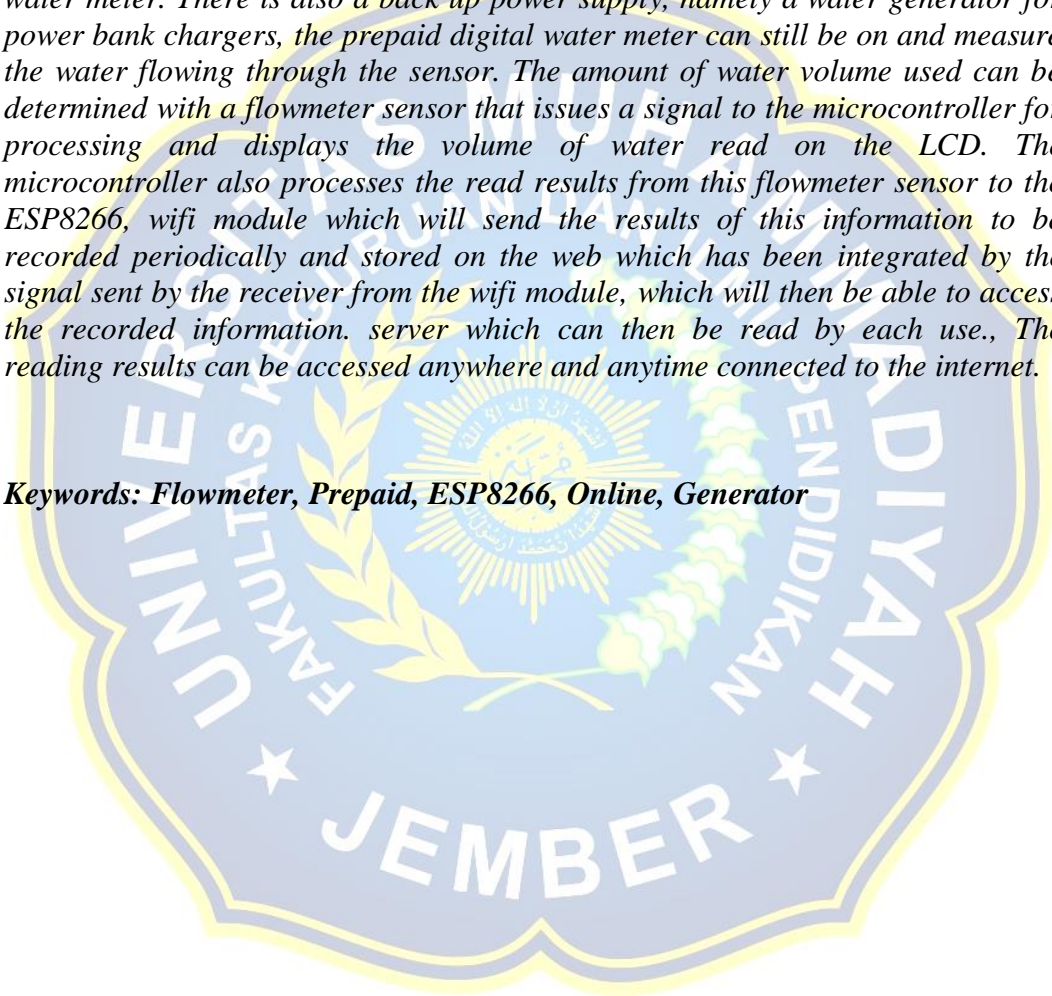 water meter. There is also a back up power supply, namely a water generator for
power bank chargers, the prepaid digital water meter can still be on and measure
the water flowing through the sensor. The amount of water volume used can be
determined with a flowmeter sensor that issues a signal to the microcontroller for
processing and displays the volume of water read on the LCD. The
microcontroller also processes the read results from this flowmeter sensor to the
ESP8266, wifi module which will send the results of this information to be
recorded periodically and stored on the web which has been integrated by the
signal sent by the receiver from the wifi module, which will then be able to access
the recorded information. server which can then be read by each use., The
reading results can be accessed anywhere and anytime connected to the internet.
Keywords: Flowmeter, Prepaid, ESP8266, Online, Generator
UNIVERSITAS MUHAMMADIYAH
FAKULTAS KEGURUAN DAN ILMU PENDIDIKAN
JEMBER